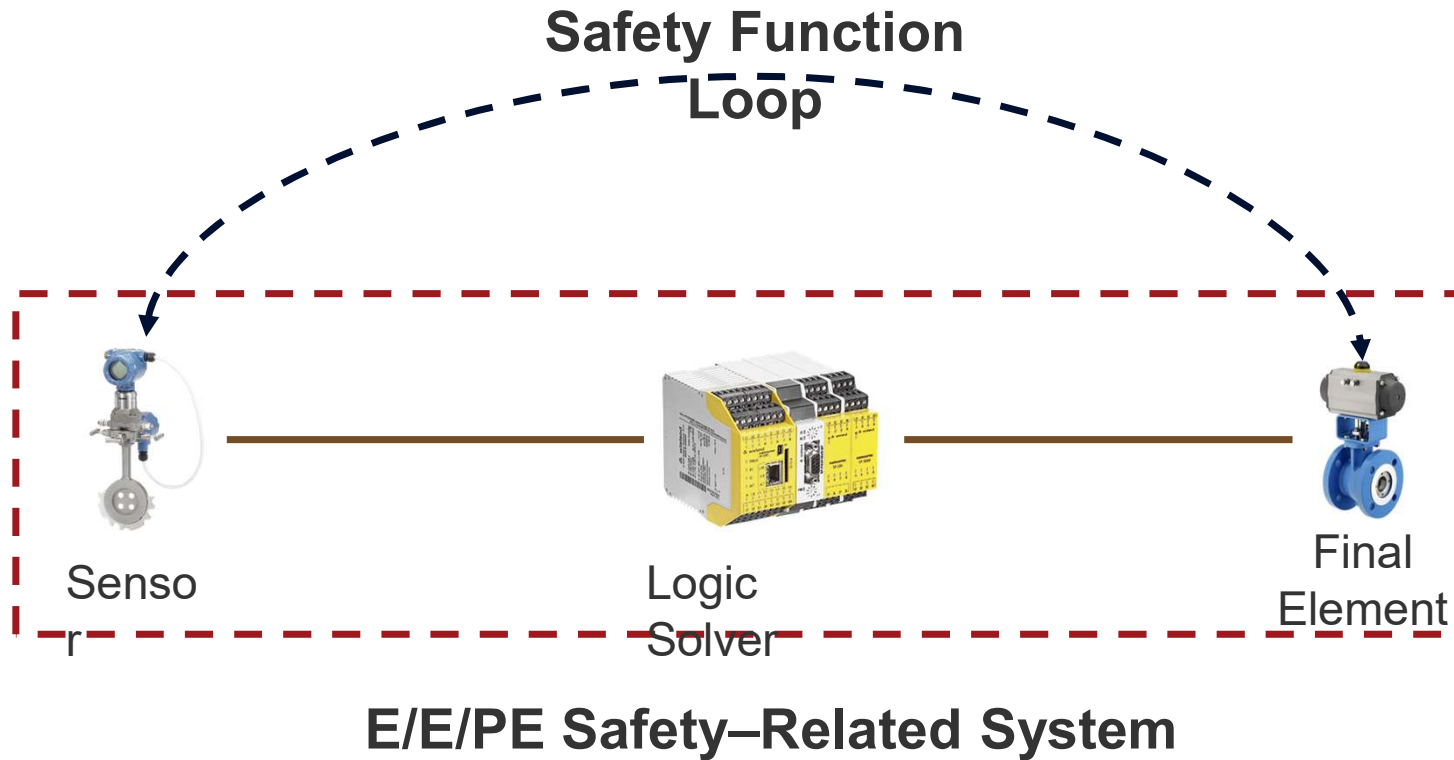 Safety Function
Loop
Senso
r
Logic
Solver
Final
Element
E/E/PE Safety–Related System